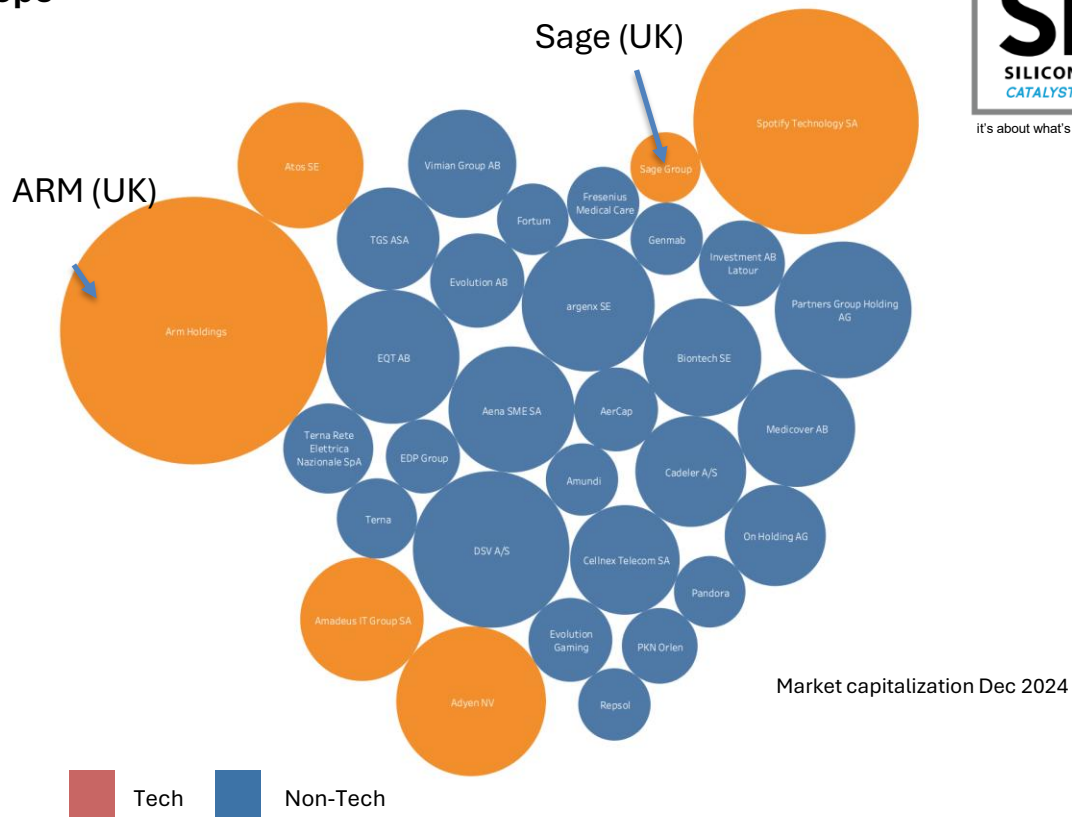 Sage (UK)
SILICON
CATALYST
it's about what's
ARM (UK)
Spotify Technology SA
Atos SE
Vimian Group AB
Sage Group
Fresenius
Medical Care
Fortum
TGS ASA
Genmab
Investment AB
Latour
Evolution AB
argenx SE
Partners Group Holding
AG
Arm Holdings
EQT AB
Biontech SE
Aena SME SA
AerCap
Medicover AB
Terna Rete
Elettrica
Nazionale SpA
EDP Group
Amundi
Cadeler A/S
Terna
DSV A/S
Cellnex Telecom SA
On Holding AG
Pandora
Amadeus IT Group SA
Evolution
Gaming
PKN Orlen
Adyen NV
Repsol
Market capitalization Dec 2024
Tech
Non-Tech